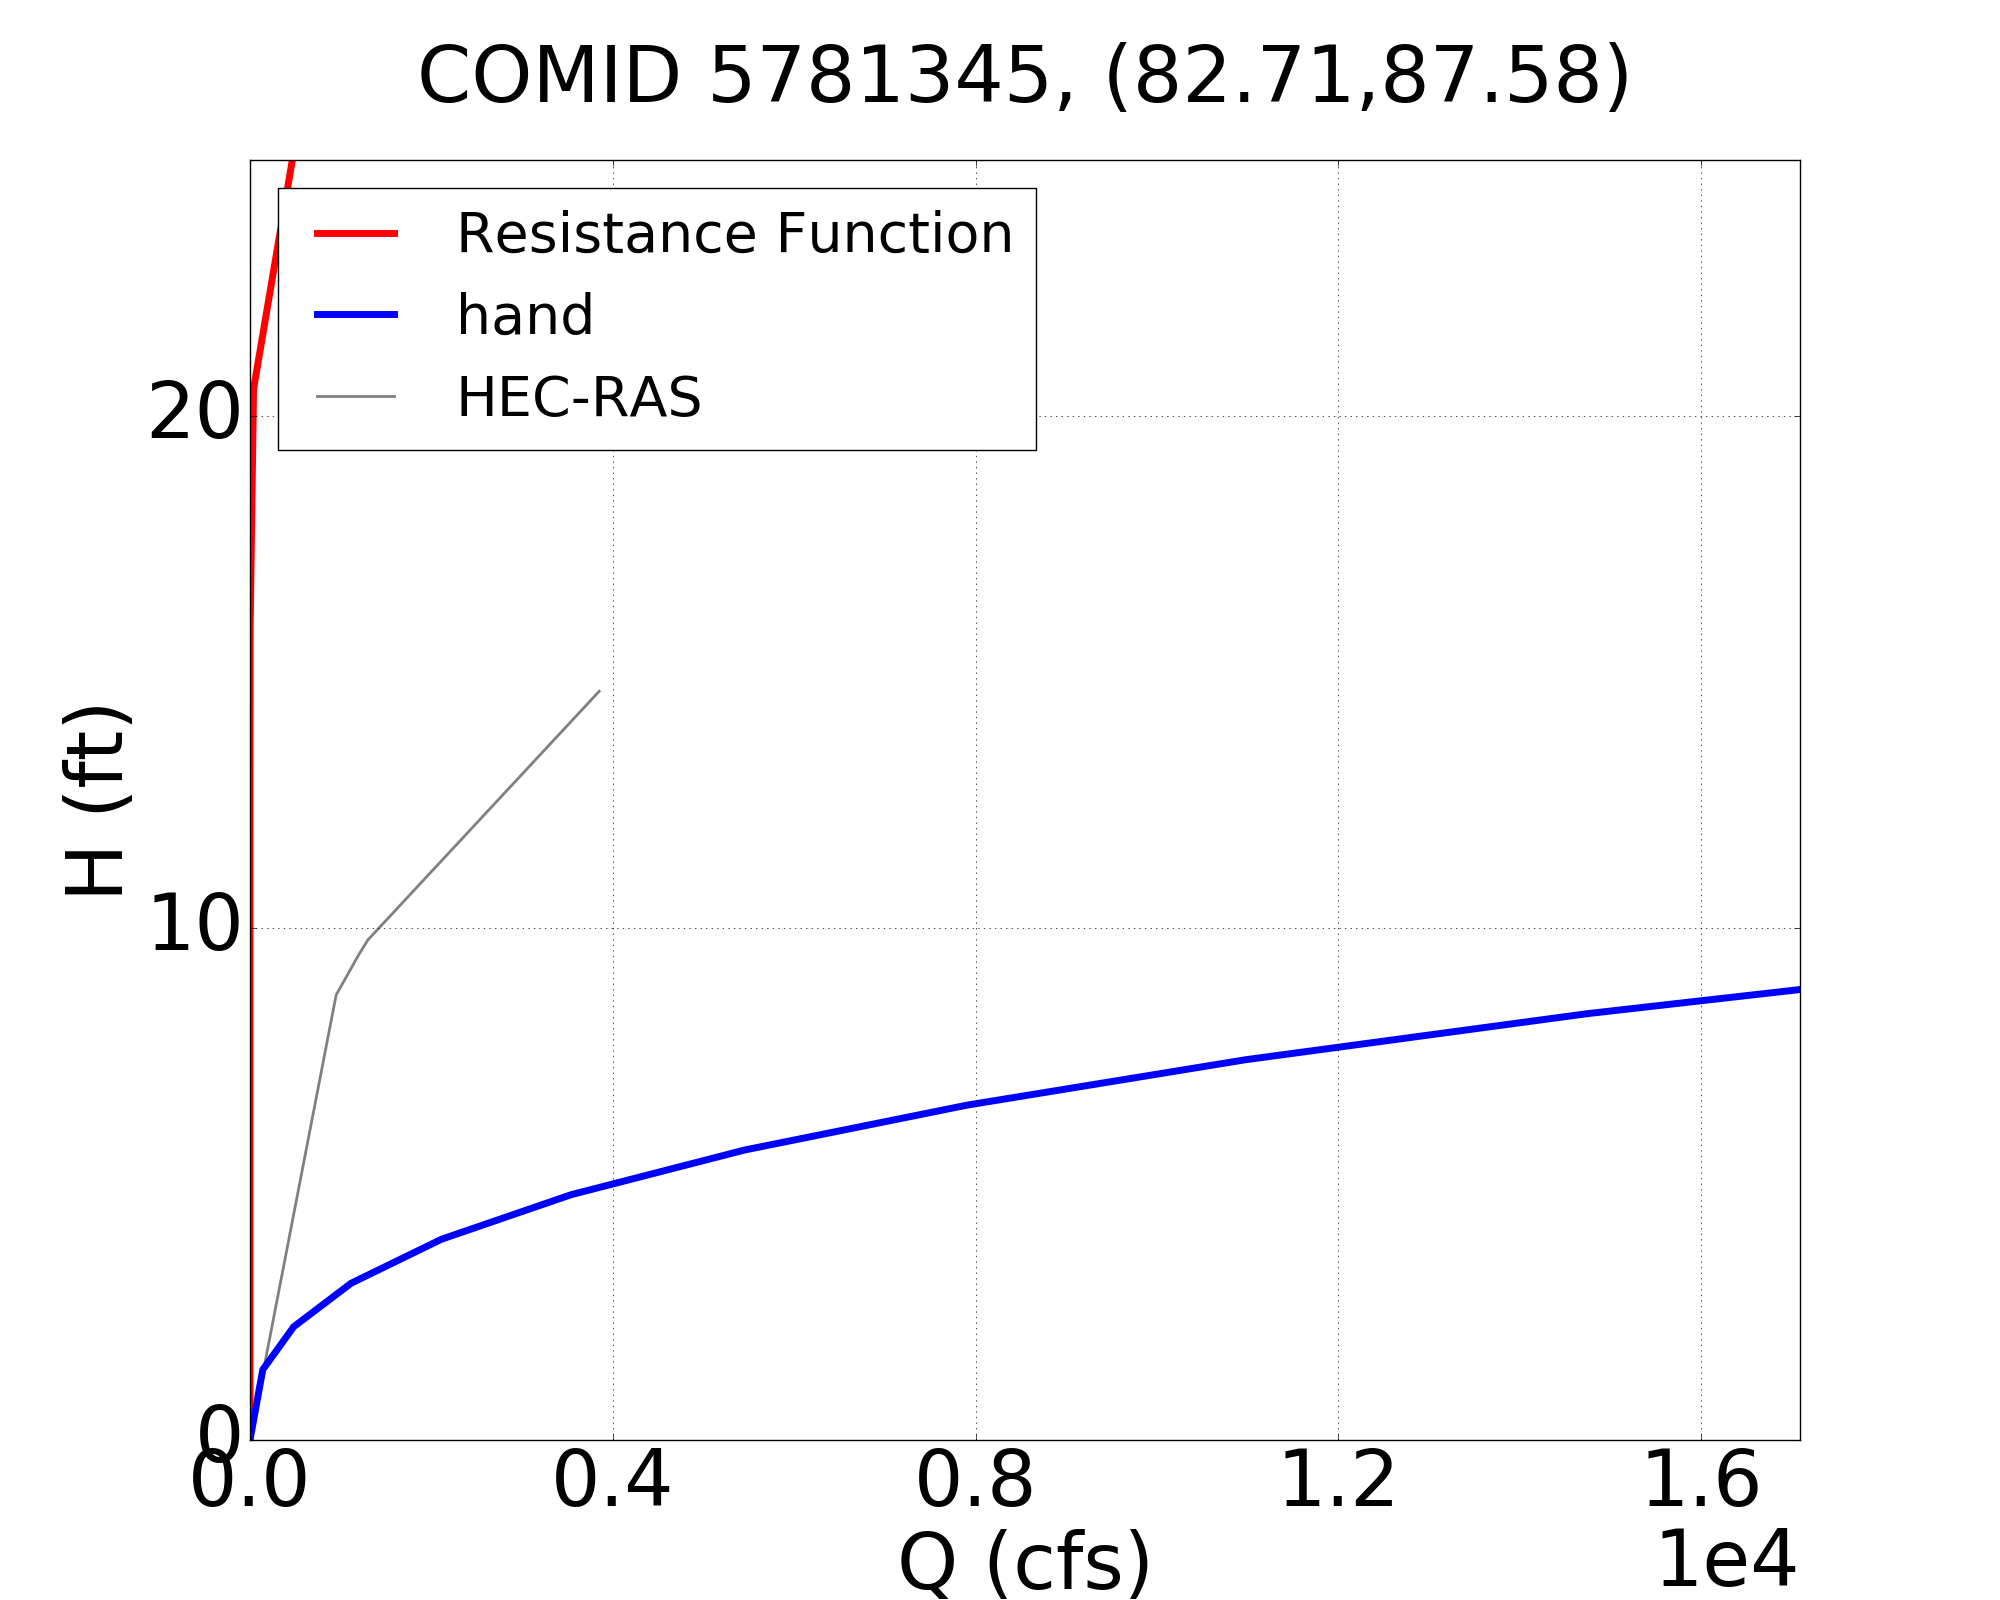 COMID 5781345, (82.71,87.58)
Resistance Function
hand
HEC-RAS
20
10
0
H (ft)
0.0 0.4 0.8 1.2 1.6
Q (cfs)
1e4